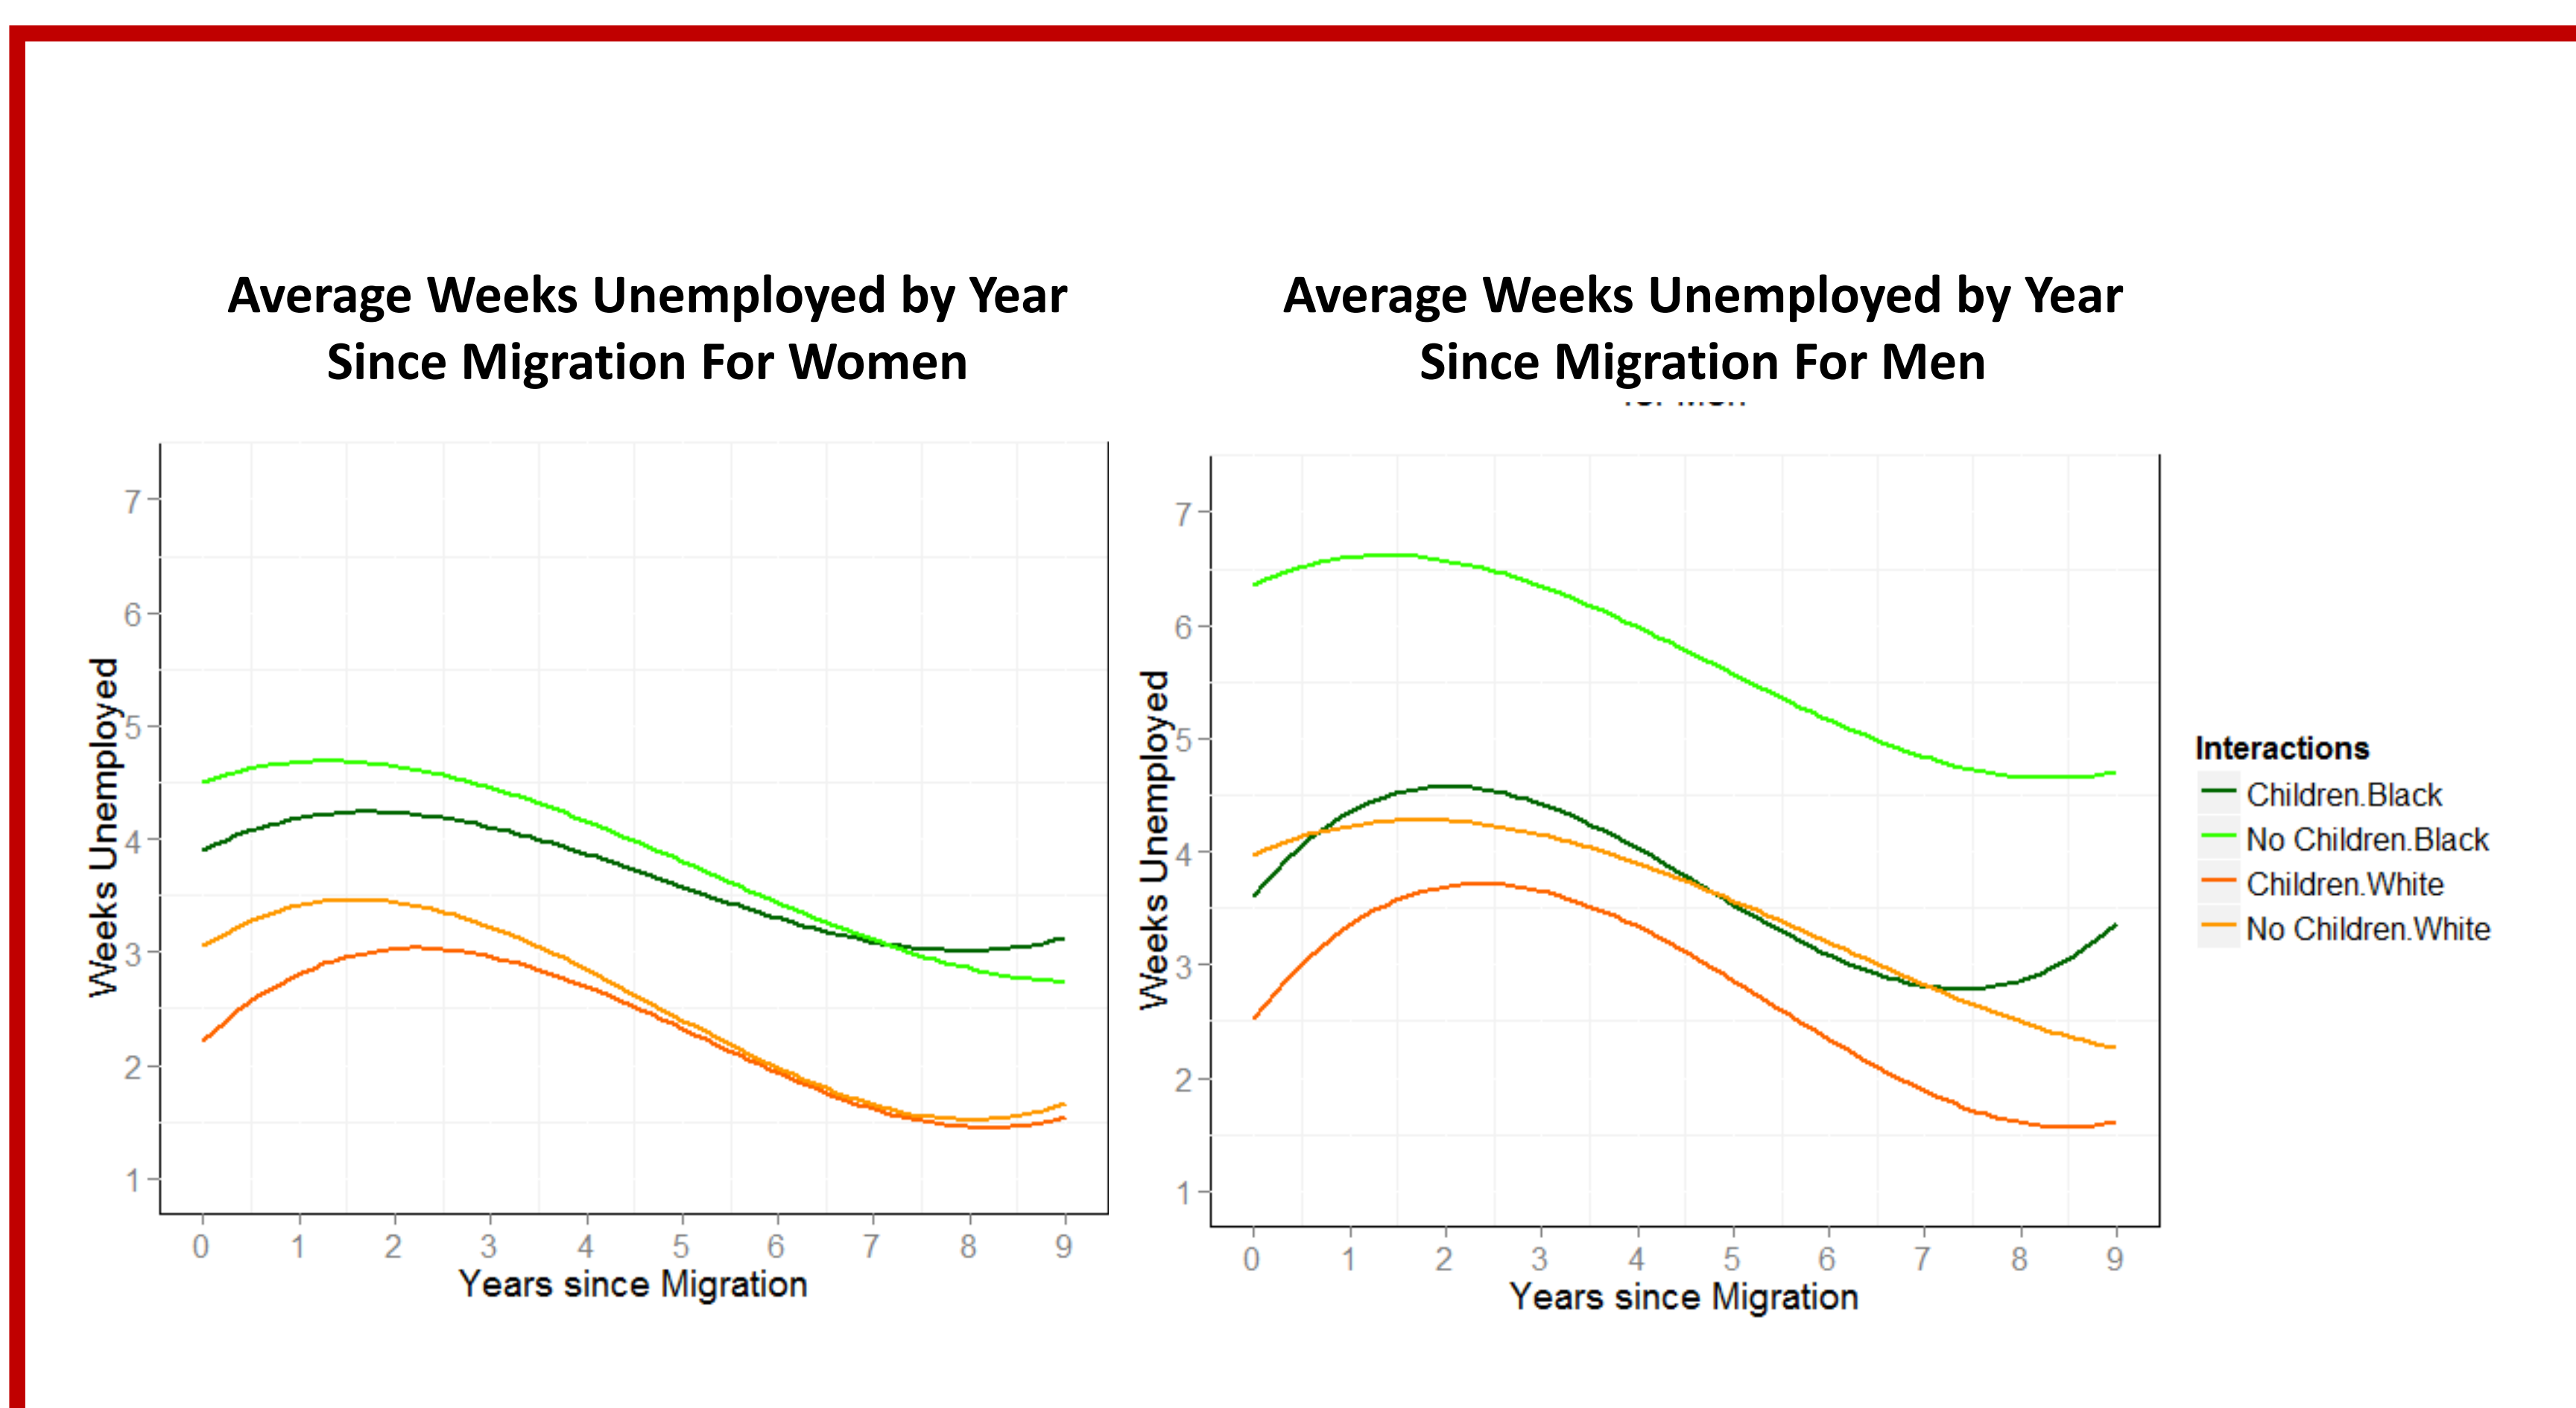 Average Weeks Unemployed by Year
Since Migration For Women
Weeks Unemployed
7
6
5
4
3
2
1
0 1 2 3 4 5 6 7 8 9
Years since Migration
Average Weeks Unemployed by Year
Since Migration For Men
for Men
Weeks Unemployed
7
6
5
4
3
2
1
0 1 2 3 4 5 6 7 8 9
Years since Migration
Interactions
Children.Black
No Children.Black
Children.White
No Children.White